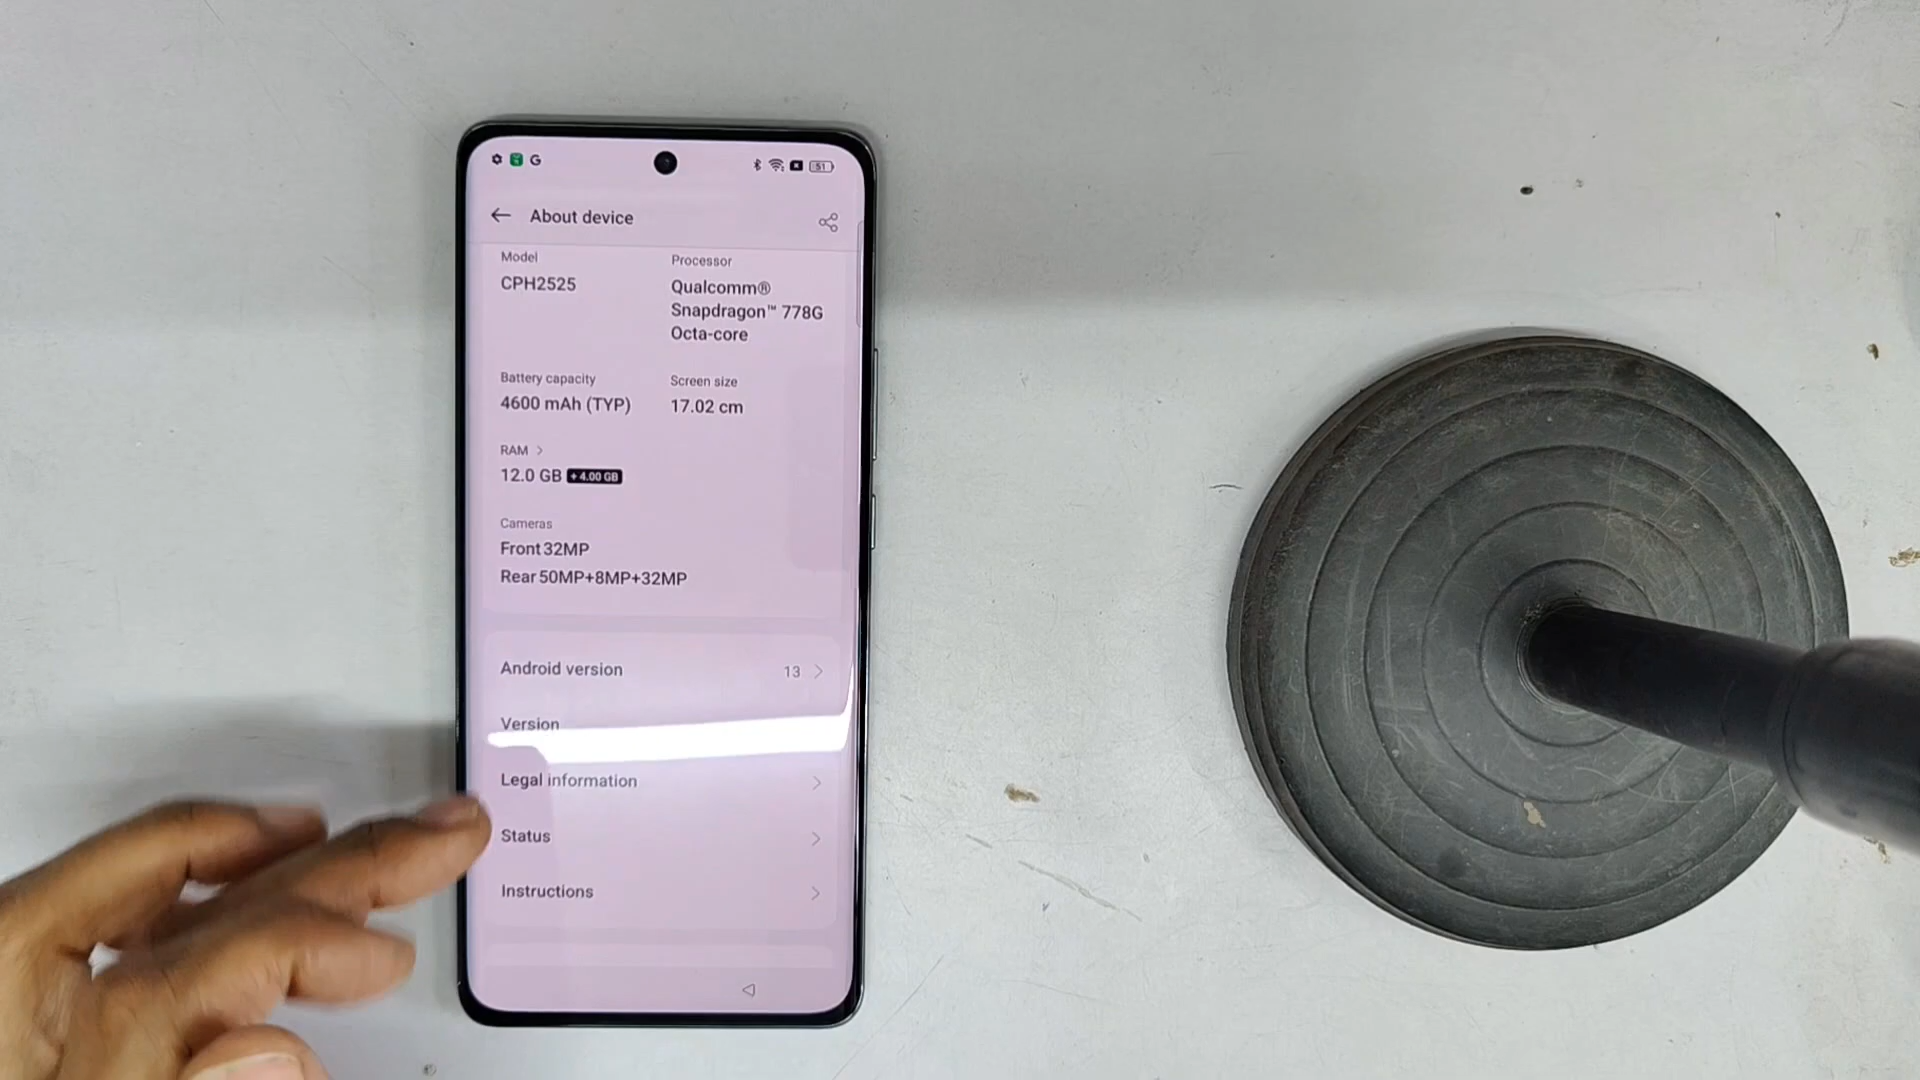 G
51
About device
Model
CPH2525
Processor
Qualcomm®
Snapdragon™ 778G
Octa-core
Battery capacity
4600 mAh (TYP)
Screen size
17.02 cm
RAM
12.0 GB + 4.00 GB
Cameras
Front 32MP
Rear 50MP+8MP+32MP
Android version 13
Version
Legal information
Status
Instructions